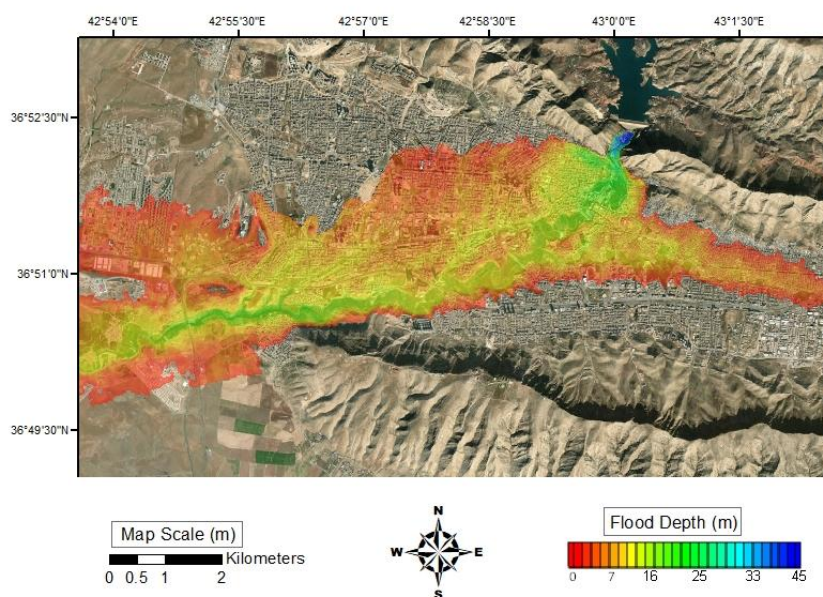 42°54'0"E 42°55'30"E 42°57'0"E 42°58'30"E 43°0'0"E 43°1'30"E
36°52'30"N
36°51'0"N
36°49'30"N
Map Scale (m)
Kilometers
0 0.5 1 2
N
W E
S
Flood Depth (m)
0 7 16 25 33 45